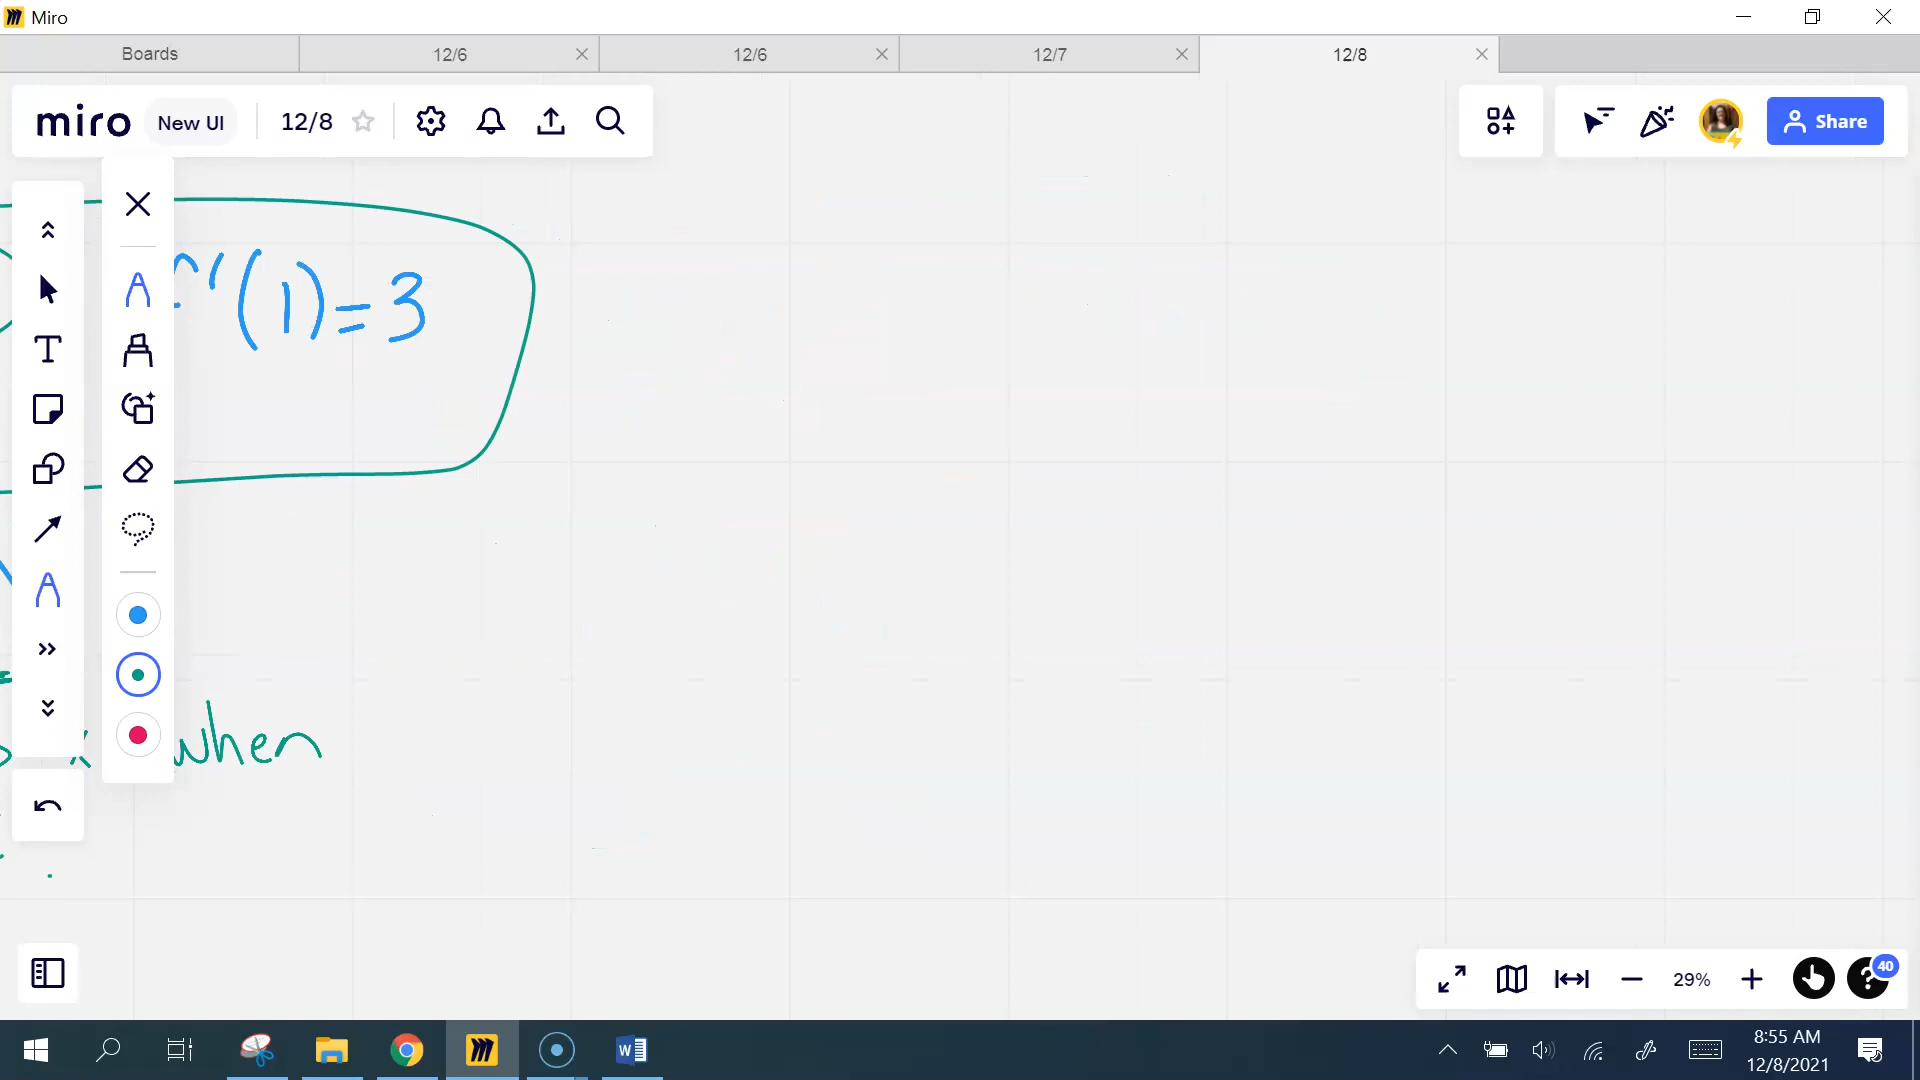 Miro
Boards
12/6
12/6
12/7
12/8
miro
New UI
12/8
Share
'(1)=3
when
29%
40
8:55 AM
12/8/2021